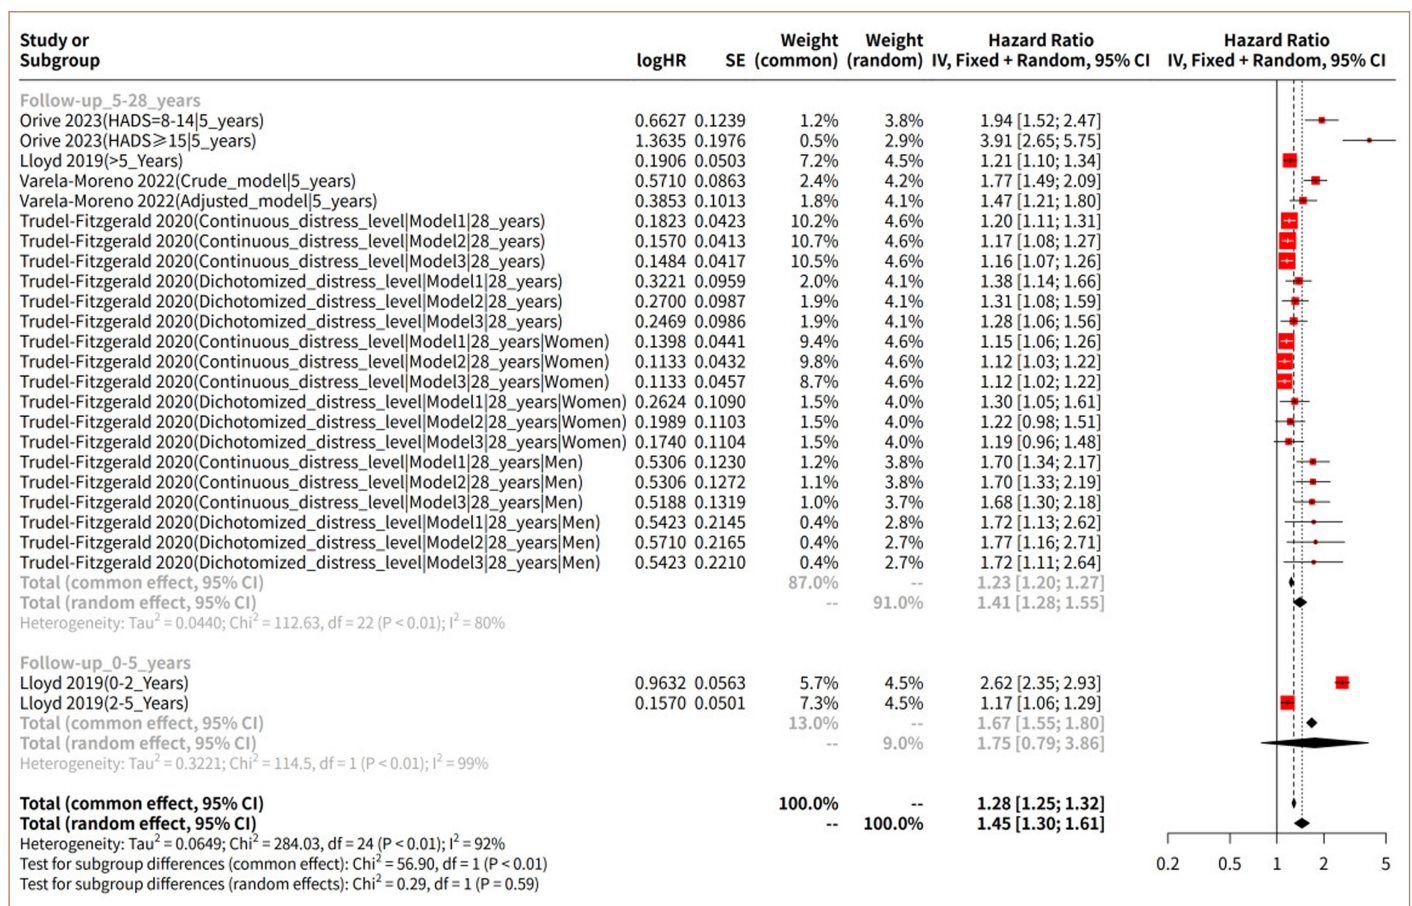 Study or Subgroup logHR SE Weight (common) Weight (random) Hazard Ratio IV, Fixed + Random, 95% CI Hazard Ratio IV, Fixed + Random, 95% CI
Follow-up_5-28_years
Orive 2023(HADS=8-14|5_years) 0.6627 0.1239 1.2% 3.8% 1.94 [1.52; 2.47]
Orive 2023(HADS⩾15|5_years) 1.3635 0.1976 0.5% 2.9% 3.91 [2.65; 5.75]
Lloyd 2019(>5_Years) 0.1906 0.0503 7.2% 4.5% 1.21 [1.10; 1.34]
Varela-Moreno 2022(Crude_model|5_years) 0.5710 0.0863 2.4% 4.2% 1.77 [1.49; 2.09]
Varela-Moreno 2022(Adjusted_model|5_years) 0.3853 0.1013 1.8% 4.1% 1.47 [1.21; 1.80]
Trudel-Fitzgerald 2020(Continuous_distress_level|Model1|28_years) 0.1823 0.0423 10.2% 4.6% 1.20 [1.11; 1.31]
Trudel-Fitzgerald 2020(Continuous_distress_level|Model2|28_years) 0.1570 0.0413 10.7% 4.6% 1.17 [1.08; 1.27]
Trudel-Fitzgerald 2020(Continuous_distress_level|Model3|28_years) 0.1484 0.0417 10.5% 4.6% 1.16 [1.07; 1.26]
Trudel-Fitzgerald 2020(Dichotomized_distress_level|Model1|28_years) 0.3221 0.0959 2.0% 4.1% 1.38 [1.14; 1.66]
Trudel-Fitzgerald 2020(Dichotomized_distress_level|Model2|28_years) 0.2700 0.0987 1.9% 4.1% 1.31 [1.08; 1.59]
Trudel-Fitzgerald 2020(Dichotomized_distress_level|Model3|28_years) 0.2469 0.0986 1.9% 4.1% 1.28 [1.06; 1.56]
Trudel-Fitzgerald 2020(Continuous_distress_level|Model1|28_years|Women) 0.1398 0.0441 9.4% 4.6% 1.15 [1.06; 1.26]
Trudel-Fitzgerald 2020(Continuous_distress_level|Model2|28_years|Women) 0.1133 0.0432 9.8% 4.6% 1.12 [1.03; 1.22]
Trudel-Fitzgerald 2020(Continuous_distress_level|Model3|28_years|Women) 0.1133 0.0457 8.7% 4.6% 1.12 [1.02; 1.22]
Trudel-Fitzgerald 2020(Dichotomized_distress_level|Model1|28_years|Women) 0.2624 0.1090 1.5% 4.0% 1.30 [1.05; 1.61]
Trudel-Fitzgerald 2020(Dichotomized_distress_level|Model2|28_years|Women) 0.1989 0.1103 1.5% 4.0% 1.22 [0.98; 1.51]
Trudel-Fitzgerald 2020(Dichotomized_distress_level|Model3|28_years|Women) 0.1740 0.1104 1.5% 4.0% 1.19 [0.96; 1.48]
Trudel-Fitzgerald 2020(Continuous_distress_level|Model1|28_years|Men) 0.5306 0.1230 1.2% 3.8% 1.70 [1.34; 2.17]
Trudel-Fitzgerald 2020(Continuous_distress_level|Model2|28_years|Men) 0.5306 0.1272 1.1% 3.8% 1.70 [1.33; 2.19]
Trudel-Fitzgerald 2020(Continuous_distress_level|Model3|28_years|Men) 0.5188 0.1319 1.0% 3.7% 1.68 [1.30; 2.18]
Trudel-Fitzgerald 2020(Dichotomized_distress_level|Model1|28_years|Men) 0.5423 0.2145 0.4% 2.8% 1.72 [1.13; 2.62]
Trudel-Fitzgerald 2020(Dichotomized_distress_level|Model2|28_years|Men) 0.5710 0.2165 0.4% 2.7% 1.77 [1.16; 2.71]
Trudel-Fitzgerald 2020(Dichotomized_distress_level|Model3|28_years|Men) 0.5423 0.2210 0.4% 2.7% 1.72 [1.11; 2.64]
Total (common effect, 95% CI) 87.0% -- 1.23 [1.20; 1.27]
Total (random effect, 95% CI) -- 91.0% 1.41 [1.28; 1.55]
Heterogeneity: Tau² = 0.0440; Chi² = 112.63, df = 22 (P < 0.01); I² = 80%
Follow-up_0-5_years
Lloyd 2019(0-2_Years) 0.9632 0.0563 5.7% 4.5% 2.62 [2.35; 2.93]
Lloyd 2019(2-5_Years) 0.1570 0.0501 7.3% 4.5% 1.17 [1.06; 1.29]
Total (common effect, 95% CI) 13.0% -- 1.67 [1.55; 1.80]
Total (random effect, 95% CI) -- 9.0% 1.75 [0.79; 3.86]
Heterogeneity: Tau² = 0.3221; Chi² = 114.5, df = 1 (P < 0.01); I² = 99%
Total (common effect, 95% CI) 100.0% -- 1.28 [1.25; 1.32]
Total (random effect, 95% CI) -- 100.0% 1.45 [1.30; 1.61]
Heterogeneity: Tau² = 0.0649; Chi² = 284.03, df = 24 (P < 0.01); I² = 92%
Test for subgroup differences (common effect): Chi² = 56.90, df = 1 (P < 0.01)
Test for subgroup differences (random effects): Chi² = 0.29, df = 1 (P = 0.59)
0.2 0.5 1 2 5